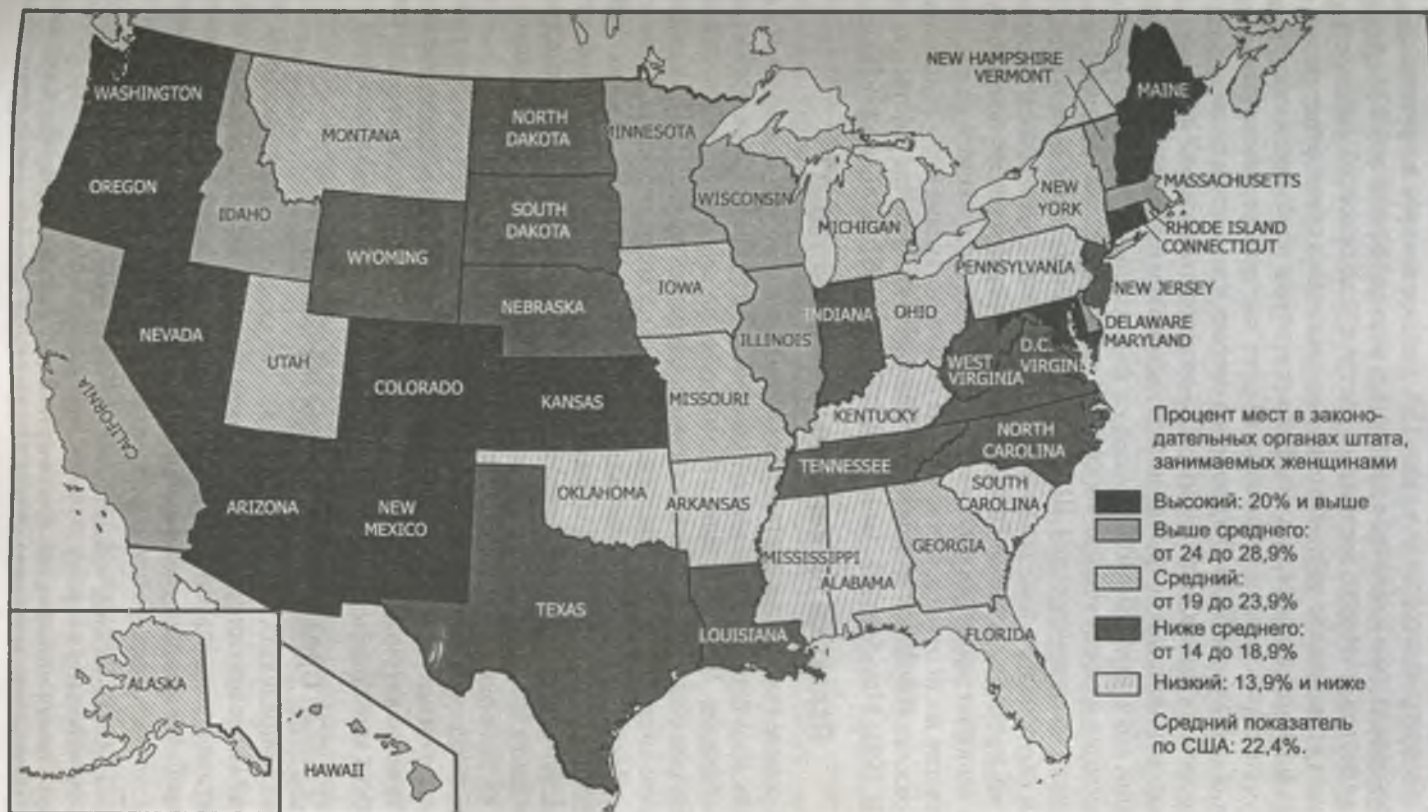 NEW HAMPSHIRE
VERMONT
MAINE
WASHINGTON
MONTANA
NORTH
DAKOTA
MINNESOTA
OREGON
IDAHO
SOUTH
DAKOTA
WISCONSIN
MICHIGAN
NEW
YORK
MASSACHUSETTS
RHODE ISLAND
CONNECTICUT
WYOMING
IOWA
PENNSYLVANIA
NEW JERSEY
NEBRASKA
NEVADA
UTAH
ILLINOIS
INDIANA
OHIO
DELAWARE
MARYLAND
D.C.
WEST
VIRGINIA
VIRGINI
CALIFORNIA
COLORADO
KANSAS
MISSOURI
KENTUCKY
NORTH
CAROLINA
TENNESSEE
ARIZONA
NEW
MEXICO
OKLAHOMA
ARKANSAS
SOUTH
CAROLINA
MISSISSIPPI
ALABAMA
GEORGIA
TEXAS
LOUISIANA
FLORIDA
ALASKA
HAWAII
Процент мест в законо-
дательных органах штата,
занимаемых женщинами
Высокий: 20% и выше
Выше среднего:
от 24 до 28,9%
Средний:
от 19 до 23,9%
Ниже среднего:
от 14 до 18,9%
Низкий: 13,9% и ниже
Средний показатель
по США: 22,4%.